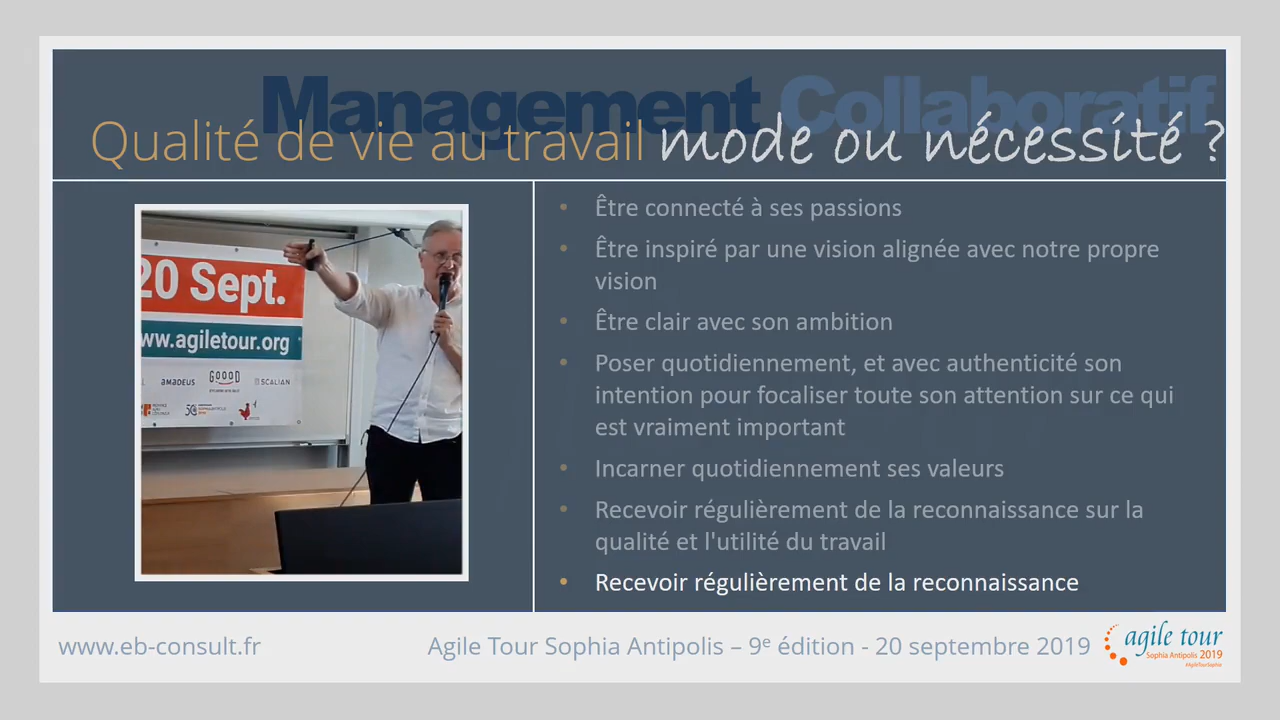 Management Collaboratif
Qualité de vie au travail mode ou nécessité ?
20 Sept.
ww.agiletour.org
amadeus
GOOOD
SCALIAN
• Être connecté à ses passions
• Être inspiré par une vision alignée avec notre propre
vision
• Être clair avec son ambition
• Poser quotidiennement, et avec authenticité son
intention pour focaliser toute son attention sur ce qui
est vraiment important
• Incarner quotidiennement ses valeurs
• Recevoir régulièrement de la reconnaissance sur la
qualité et l'utilité du travail
• Recevoir régulièrement de la reconnaissance
www.eb-consult.fr
Agile Tour Sophia Antipolis – 9e édition - 20 septembre 2019
agile tour
Sophia Antipolis 2019
#AgileTourSophia